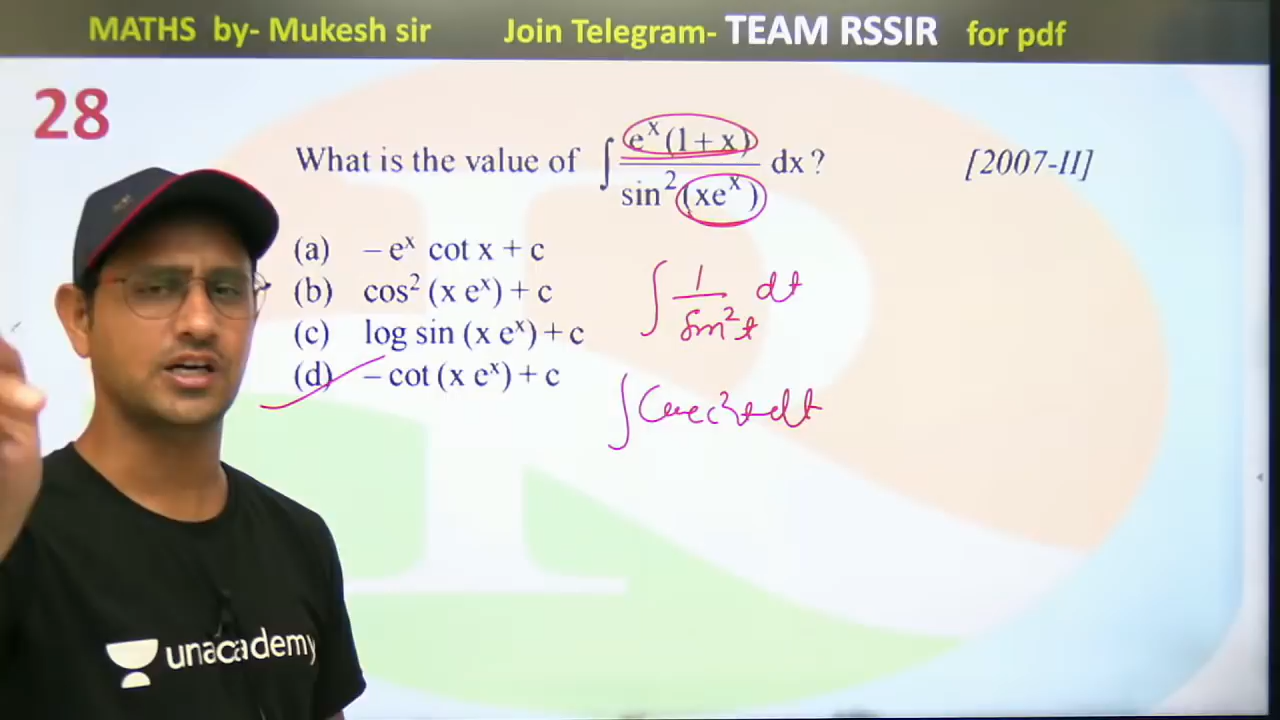 MATHS by- Mukesh sir Join Telegram- TEAM RSSIR for pdf
28
What is the value of ∫ eˣ(1+x) / sin²(xeˣ) dx? [2007-II]
(a) – eˣ cot x + c
(b) cos² (x eˣ) + c
(c) log sin (x eˣ) + c
(d) – cot (x eˣ) + c
∫ 1 / sin²t dt
∫ Cosec²t dt
unacademy